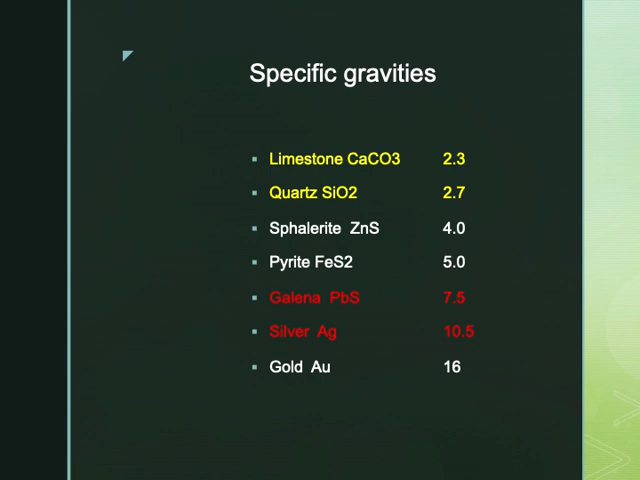 Specific gravities
Limestone CaCO3 2.3
Quartz SiO2 2.7
Sphalerite ZnS 4.0
Pyrite FeS2 5.0
Galena PbS 7.5
Silver Ag 10.5
Gold Au 16